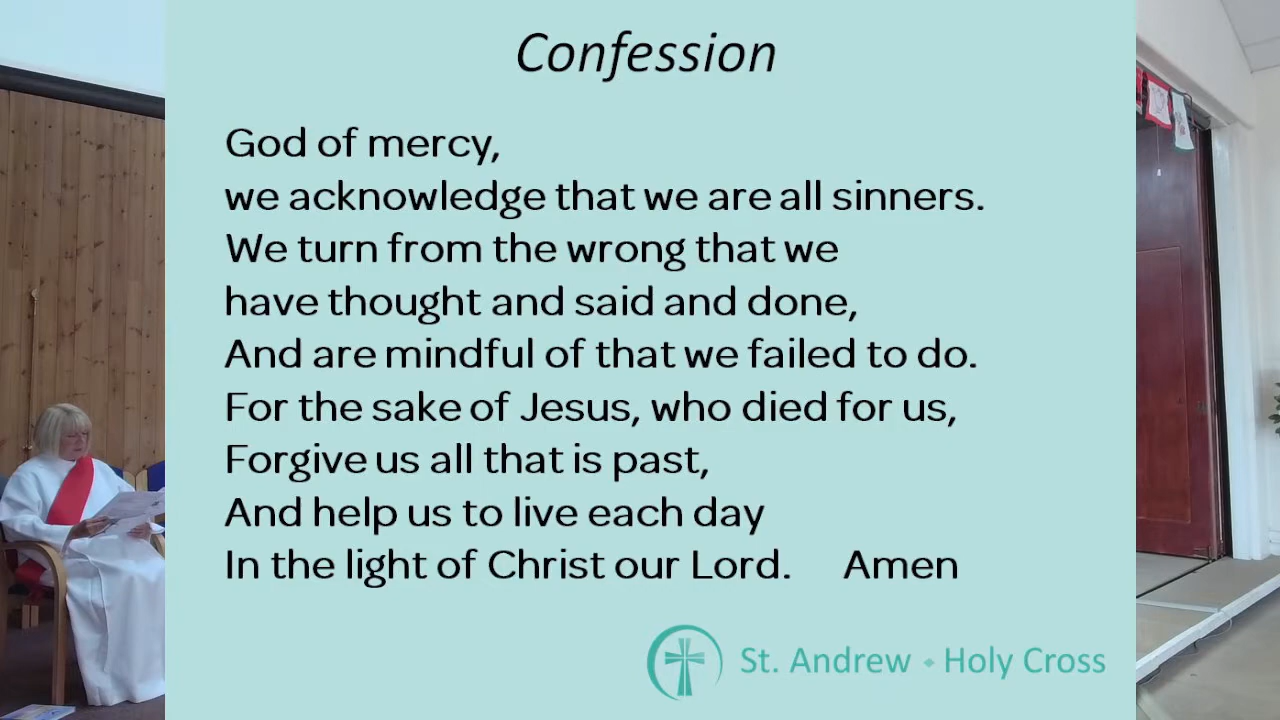 Confession
God of mercy,
we acknowledge that we are all sinners.
We turn from the wrong that we
have thought and said and done,
And are mindful of that we failed to do.
For the sake of Jesus, who died for us,
Forgive us all that is past,
And help us to live each day
In the light of Christ our Lord. Amen
St. Andrew Holy Cross